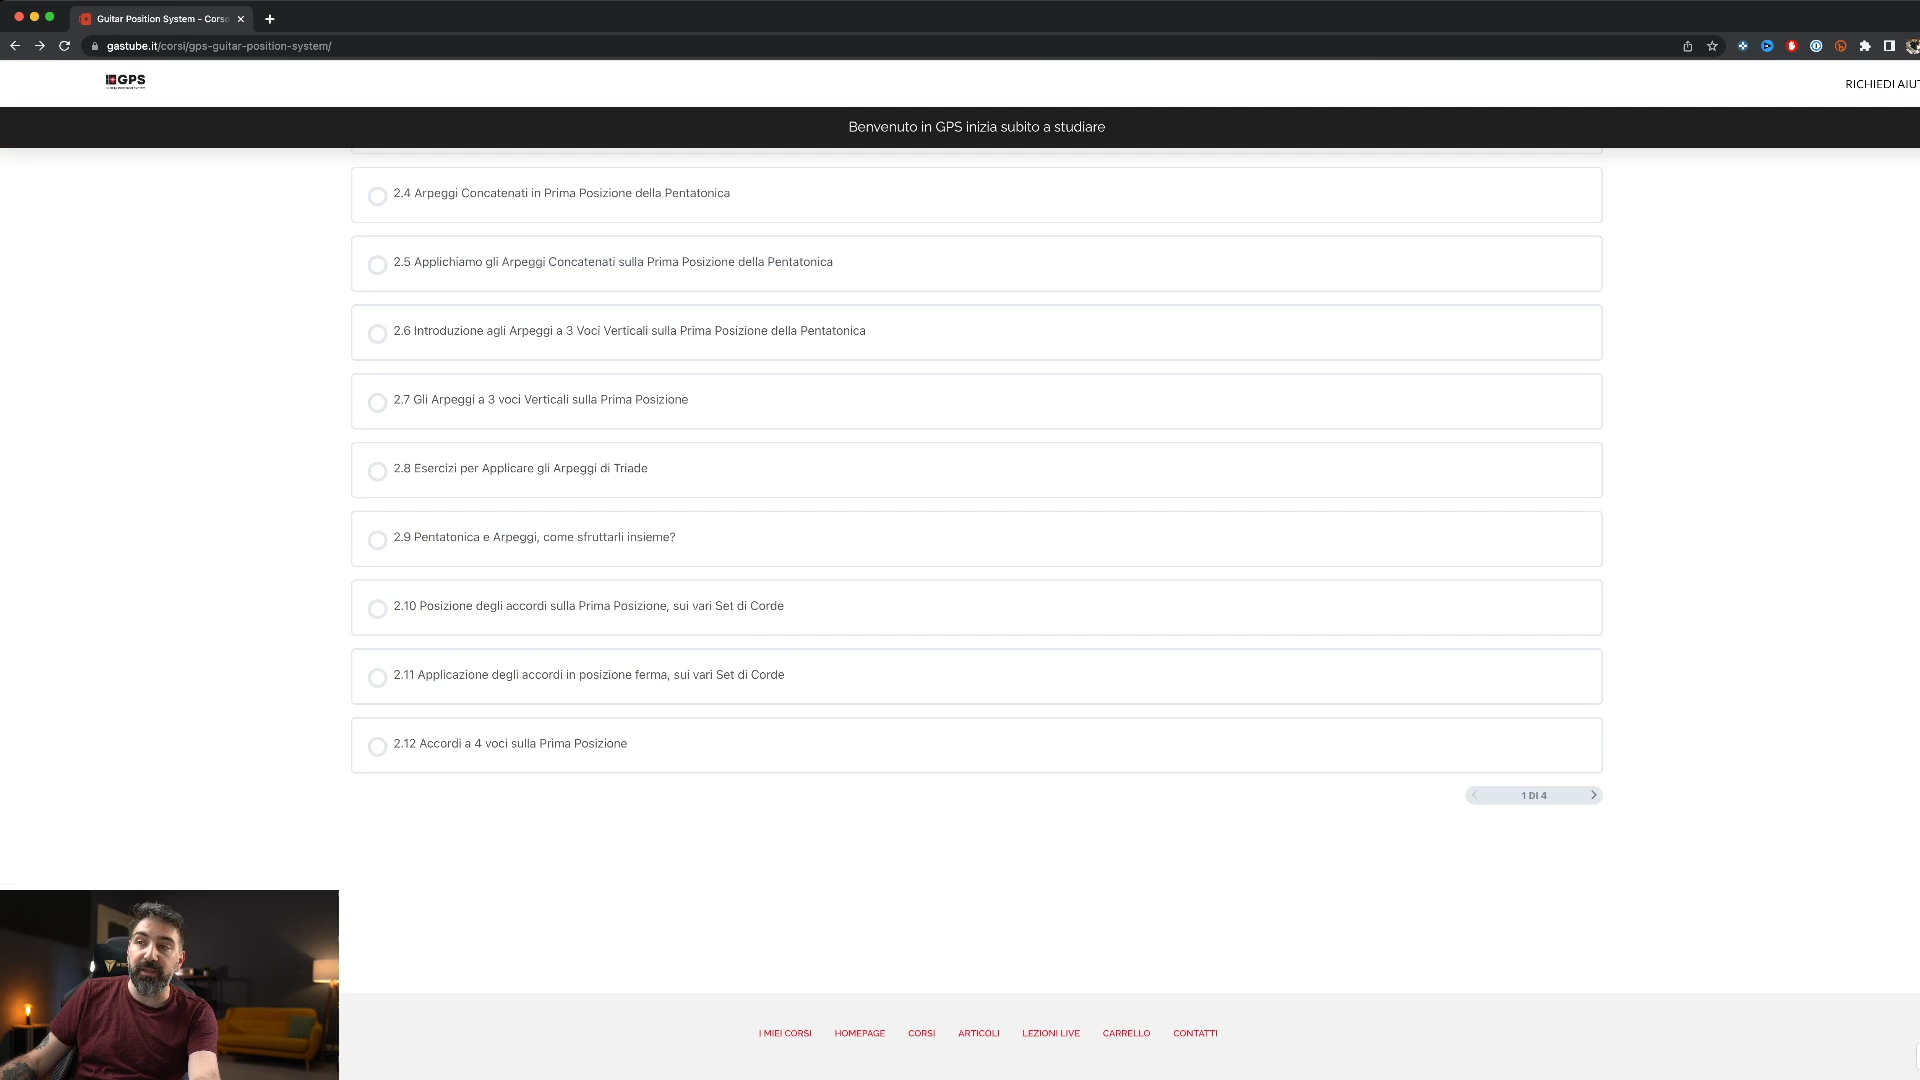 Guitar Position System - Corso
gastube.it/corsi/gps-guitar-position-system/
GPS
RICHIEDI AIUT
Benvenuto in GPS inizia subito a studiare
2.4 Arpeggi Concatenati in Prima Posizione della Pentatonica
2.5 Applichiamo gli Arpeggi Concatenati sulla Prima Posizione della Pentatonica
2.6 Introduzione agli Arpeggi a 3 Voci Verticali sulla Prima Posizione della Pentatonica
2.7 Gli Arpeggi a 3 voci Verticali sulla Prima Posizione
2.8 Esercizi per Applicare gli Arpeggi di Triade
2.9 Pentatonica e Arpeggi, come sfruttarli insieme?
2.10 Posizione degli accordi sulla Prima Posizione, sui vari Set di Corde
2.11 Applicazione degli accordi in posizione ferma, sui vari Set di Corde
2.12 Accordi a 4 voci sulla Prima Posizione
1 DI 4
I MIEI CORSI HOMEPAGE CORSI ARTICOLI LEZIONI LIVE CARRELLO CONTATTI